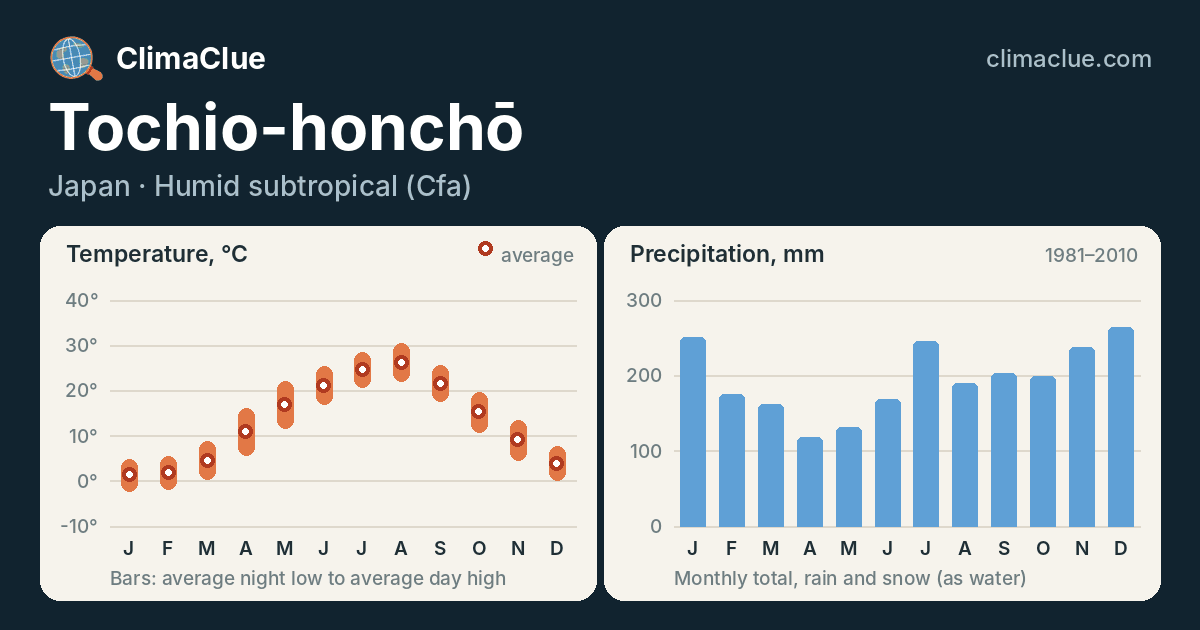 ClimaClue
climaclue.com
Tochio-honchō
Japan · Humid subtropical (Cfa)
Temperature, °C
average
40°
30°
20°
10°
0°
-10°
J F M A M J J A S O N D
Bars: average night low to average day high
Precipitation, mm
1981–2010
300
200
100
0
J F M A M J J A S O N D
Monthly total, rain and snow (as water)